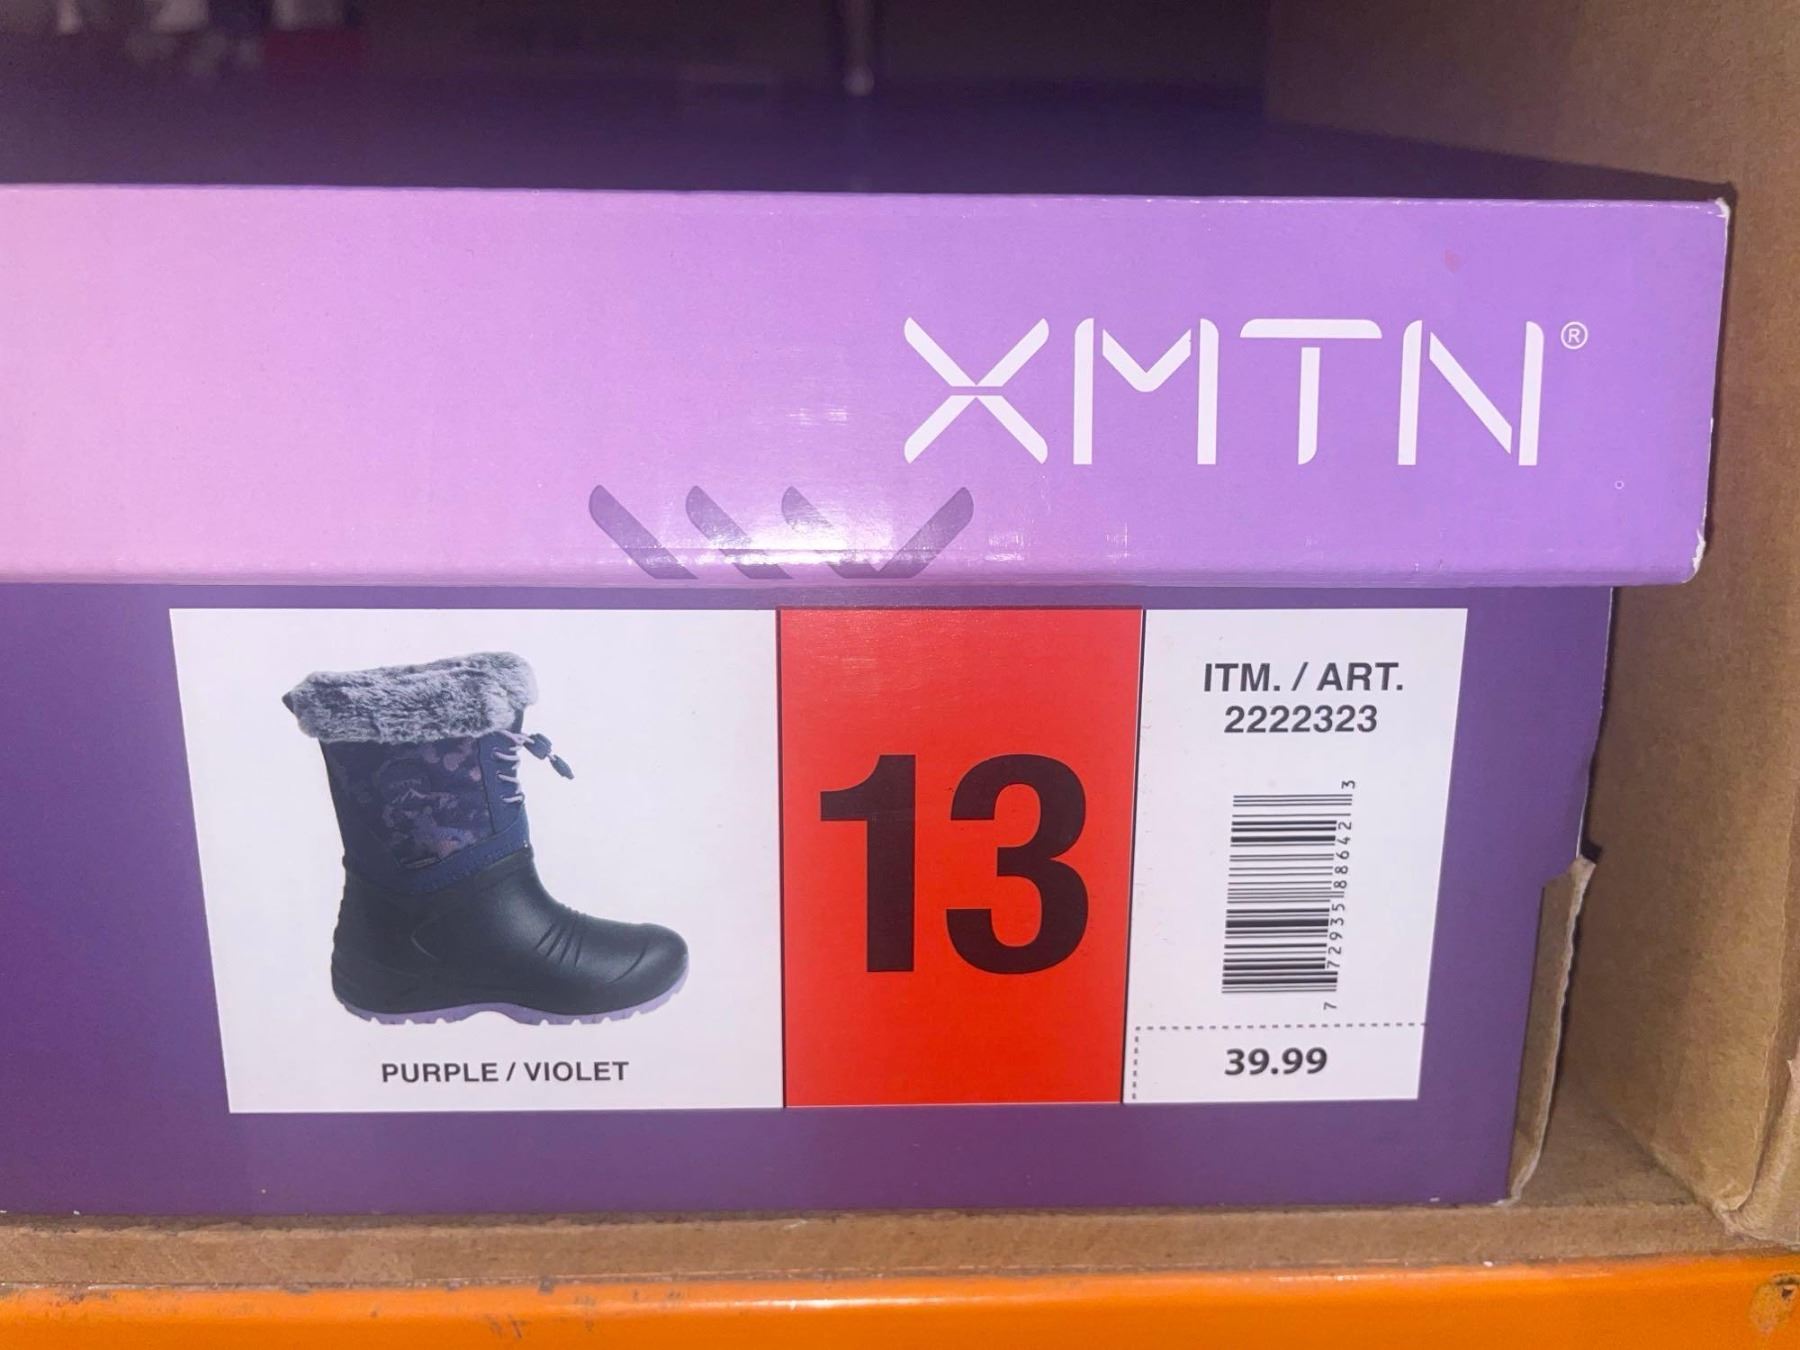 XMTN®
PURPLE / VIOLET
13
ITM. / ART.
2222323
7 72935 88642 3
39.99